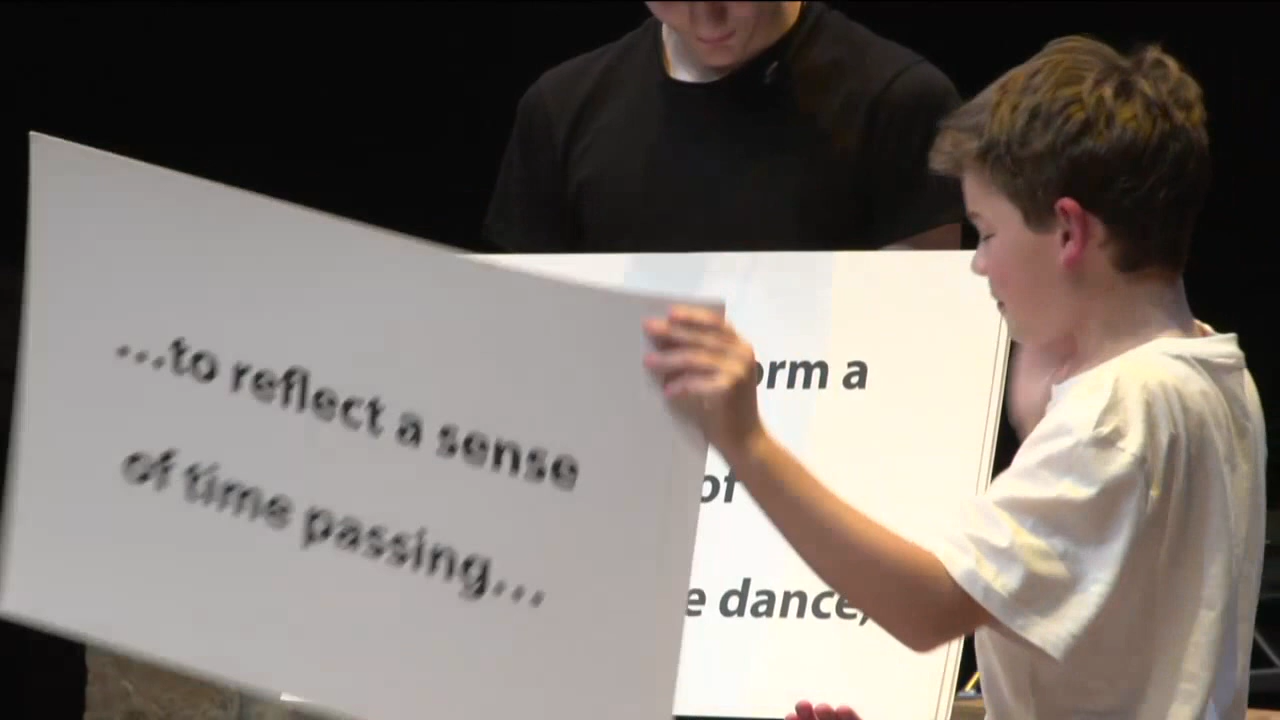 ...to reflect a sense
of time passing...
orm a
of
e dance,